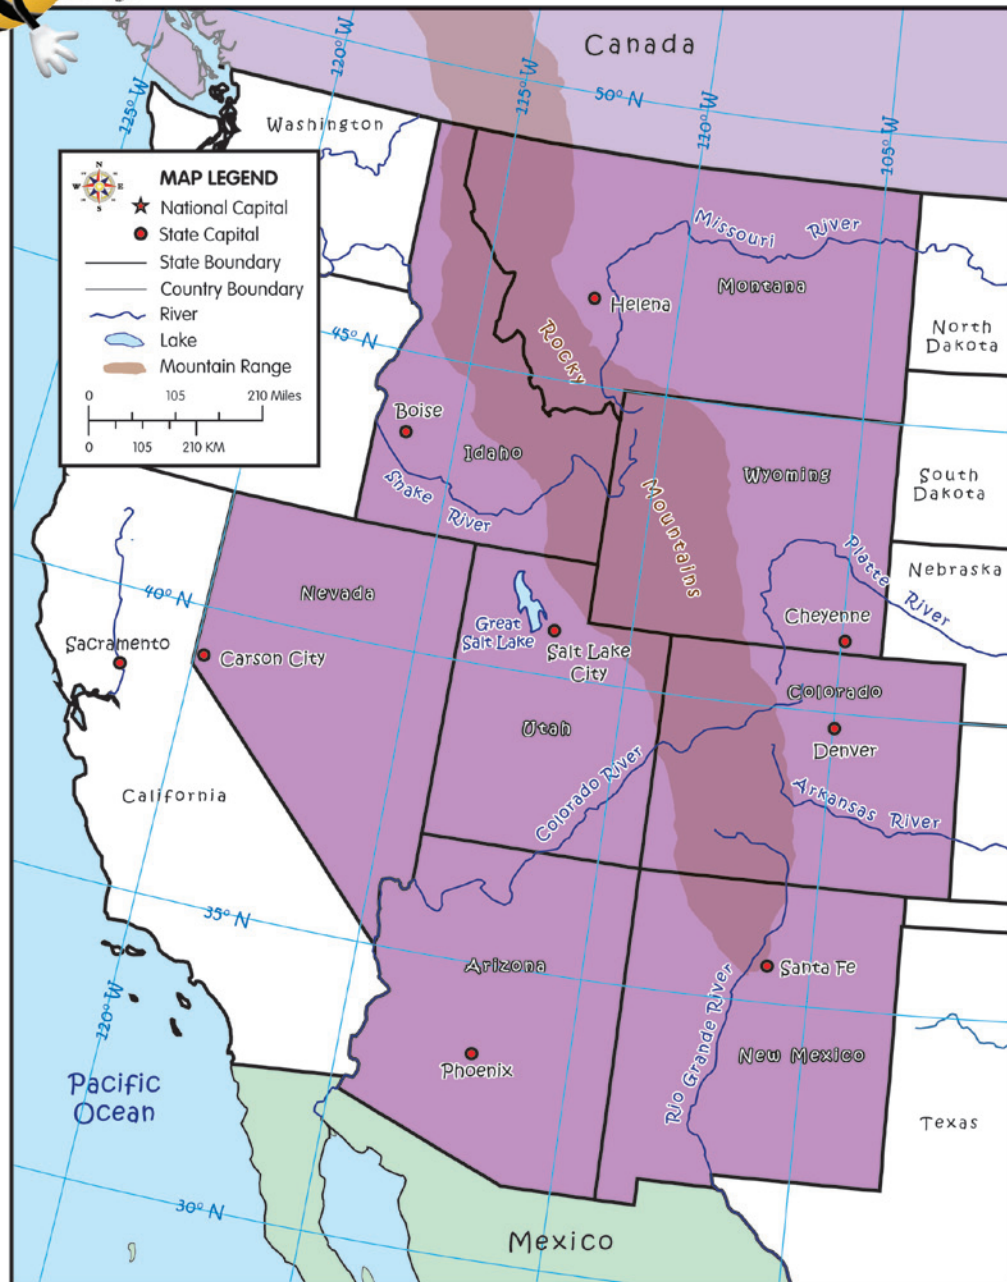 Canada
120° W
115° W
50° N
110° W
105° W
125° W
Washington
MAP LEGEND
N
W E
S
National Capital
State Capital
State Boundary
Country Boundary
River
Lake
Mountain Range
0 105 210 Miles
0 105 210 KM
Missouri River
Montana
Helena
North
Dakota
45° N
Rocky
Mountains
Boise
Idaho
Snake River
Wyoming
South
Dakota
Platte River
Nebraska
Cheyenne
Nevada
40° N
Great
Salt Lake
Salt Lake
City
Sacramento
Carson City
Colorado
Denver
Utah
Colorado River
Arkansas River
California
35° N
Arizona
Santa Fe
Rio Grande River
New Mexico
Phoenix
120° W
Pacific
Ocean
Texas
30° N
Mexico